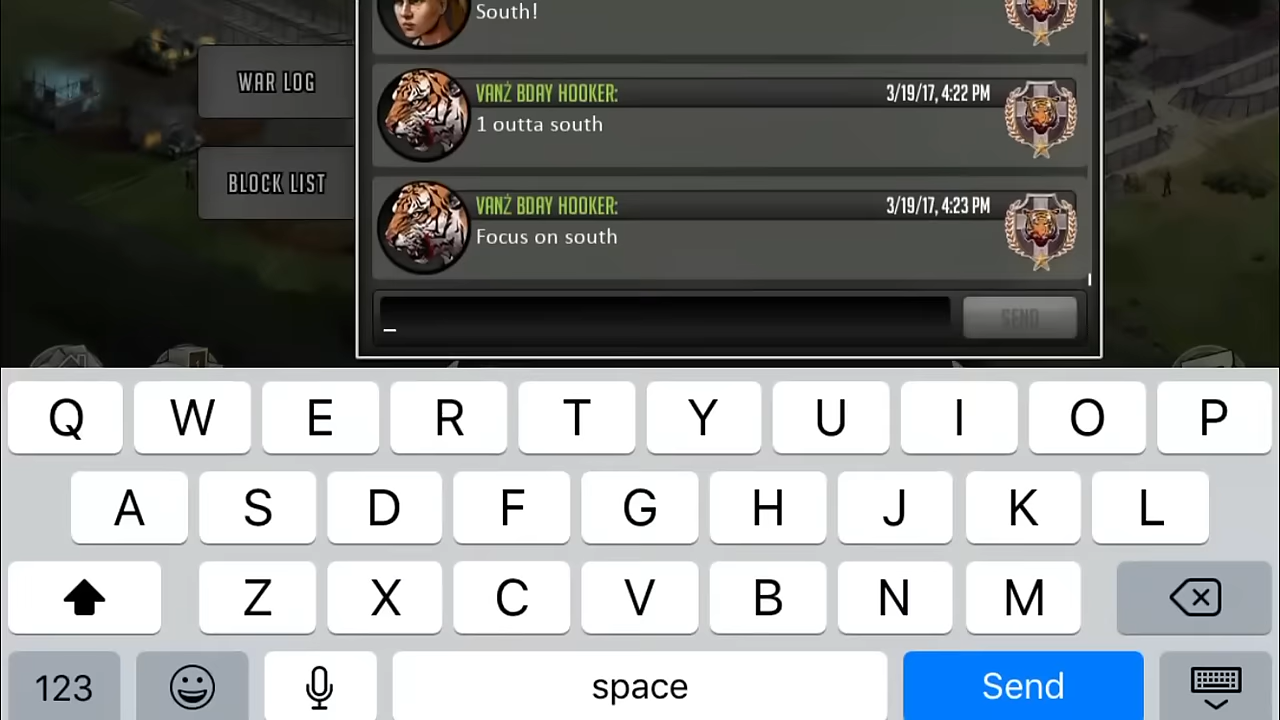 South!
WAR LOG
VANŻ BDAY HOOKER:
3/19/17, 4:22 PM
1 outta south
BLOCK LIST
VANŻ BDAY HOOKER:
3/19/17, 4:23 PM
Focus on south
SEND
Q W E R T Y U I O P
A S D F G H J K L
Z X C V B N M
123
space
Send